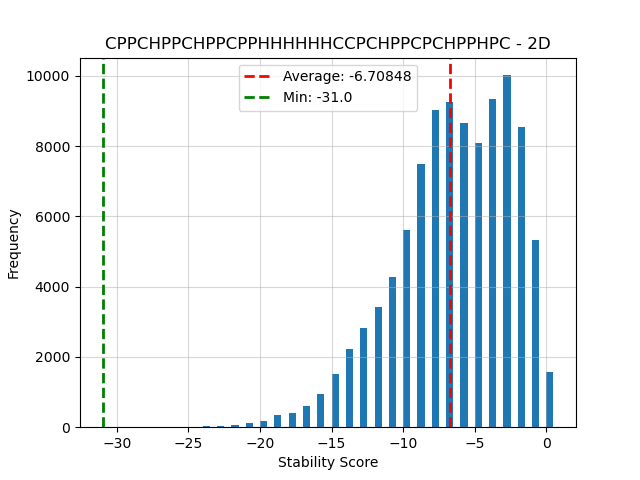 CPPCHPPCHPPCPPHHHHHHCCPCHPPCPCHPPHPC - 2D
Average: -6.70848
Min: -31.0
Frequency
10000
8000
6000
4000
2000
0
−30 −25 −20 −15 −10 −5 0
Stability Score